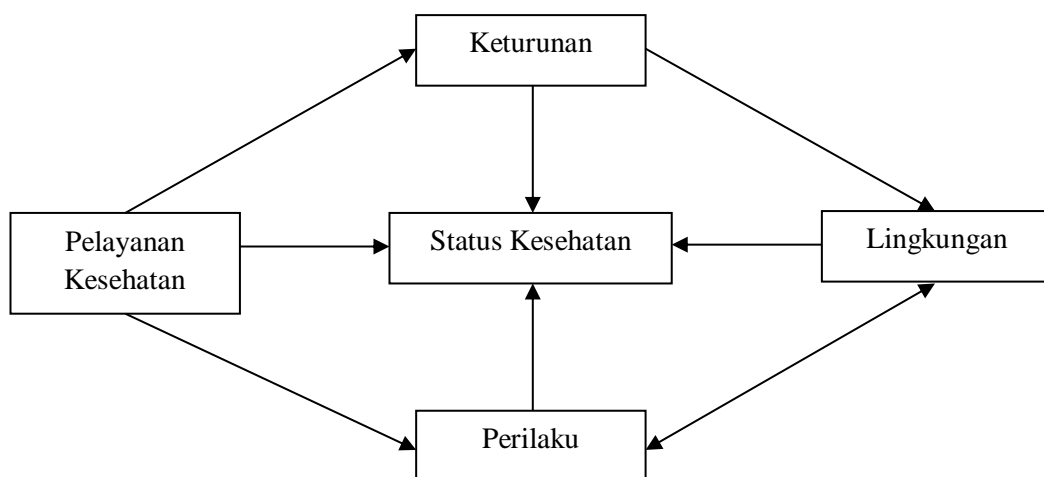 Keturunan
Pelayanan
Kesehatan
Status Kesehatan
Lingkungan
Perilaku